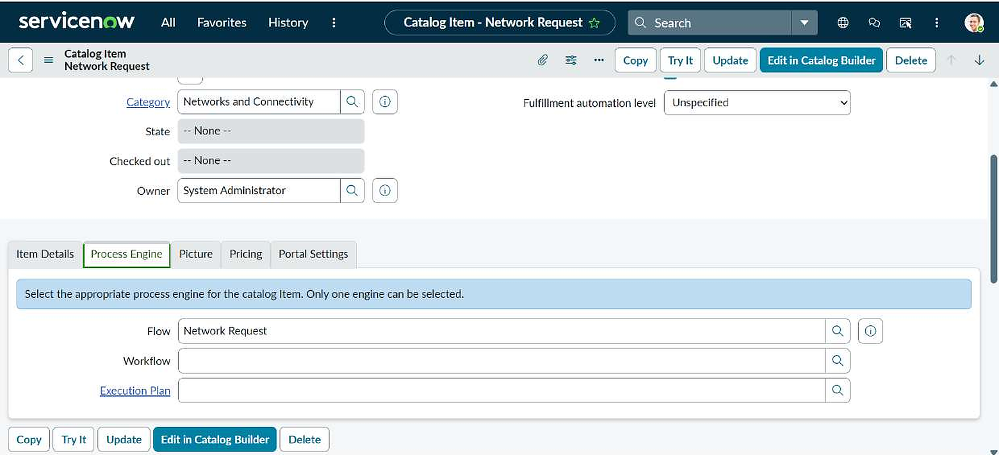 servicenow All Favorites History Catalog Item - Network Request Search
Catalog Item
Network Request
Copy Try It Update Edit in Catalog Builder Delete
Category Networks and Connectivity Fulfillment automation level Unspecified
State -- None --
Checked out -- None --
Owner System Administrator
Item Details Process Engine Picture Pricing Portal Settings
Select the appropriate process engine for the catalog Item. Only one engine can be selected.
Flow Network Request
Workflow
Execution Plan
Copy Try It Update Edit in Catalog Builder Delete